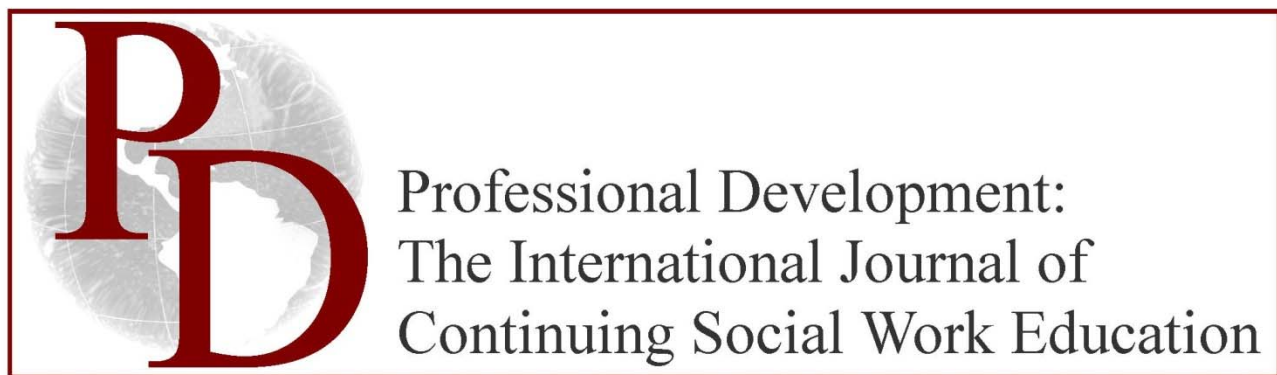 PD
Professional Development:
The International Journal of
Continuing Social Work Education